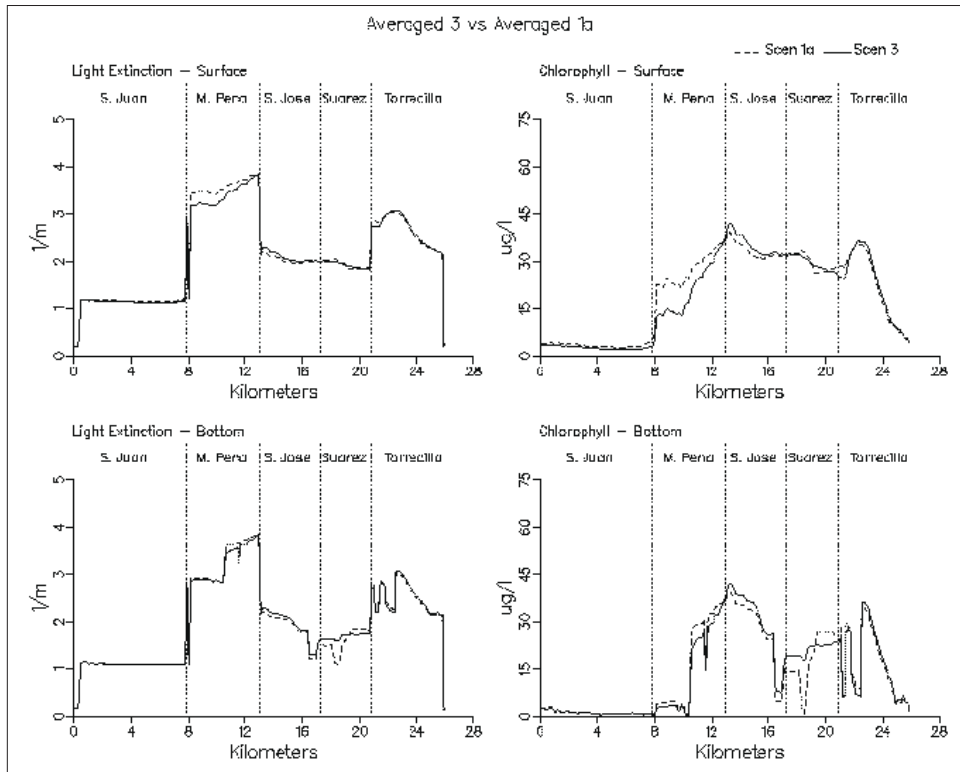 Averaged 3 vs Averaged 1a
Scen 1a
Scen 3
Light Extinction – Surface
S. Juan
M. Pena
S. Jose
Suarez
Torrecilla
5
4
3
2
1
0
1/m
0
4
8
12
16
20
24
28
Kilometers
Chlorophyll – Surface
S. Juan
M. Pena
S. Jose
Suarez
Torrecilla
75
60
45
30
15
0
ug/l
0
4
8
12
16
20
24
28
Kilometers
Light Extinction – Bottom
S. Juan
M. Pena
S. Jose
Suarez
Torrecilla
5
4
3
2
1
0
1/m
0
4
8
12
16
20
24
28
Kilometers
Chlorophyll – Bottom
S. Juan
M. Pena
S. Jose
Suarez
Torrecilla
75
60
45
30
15
0
ug/l
0
4
8
12
16
20
24
28
Kilometers